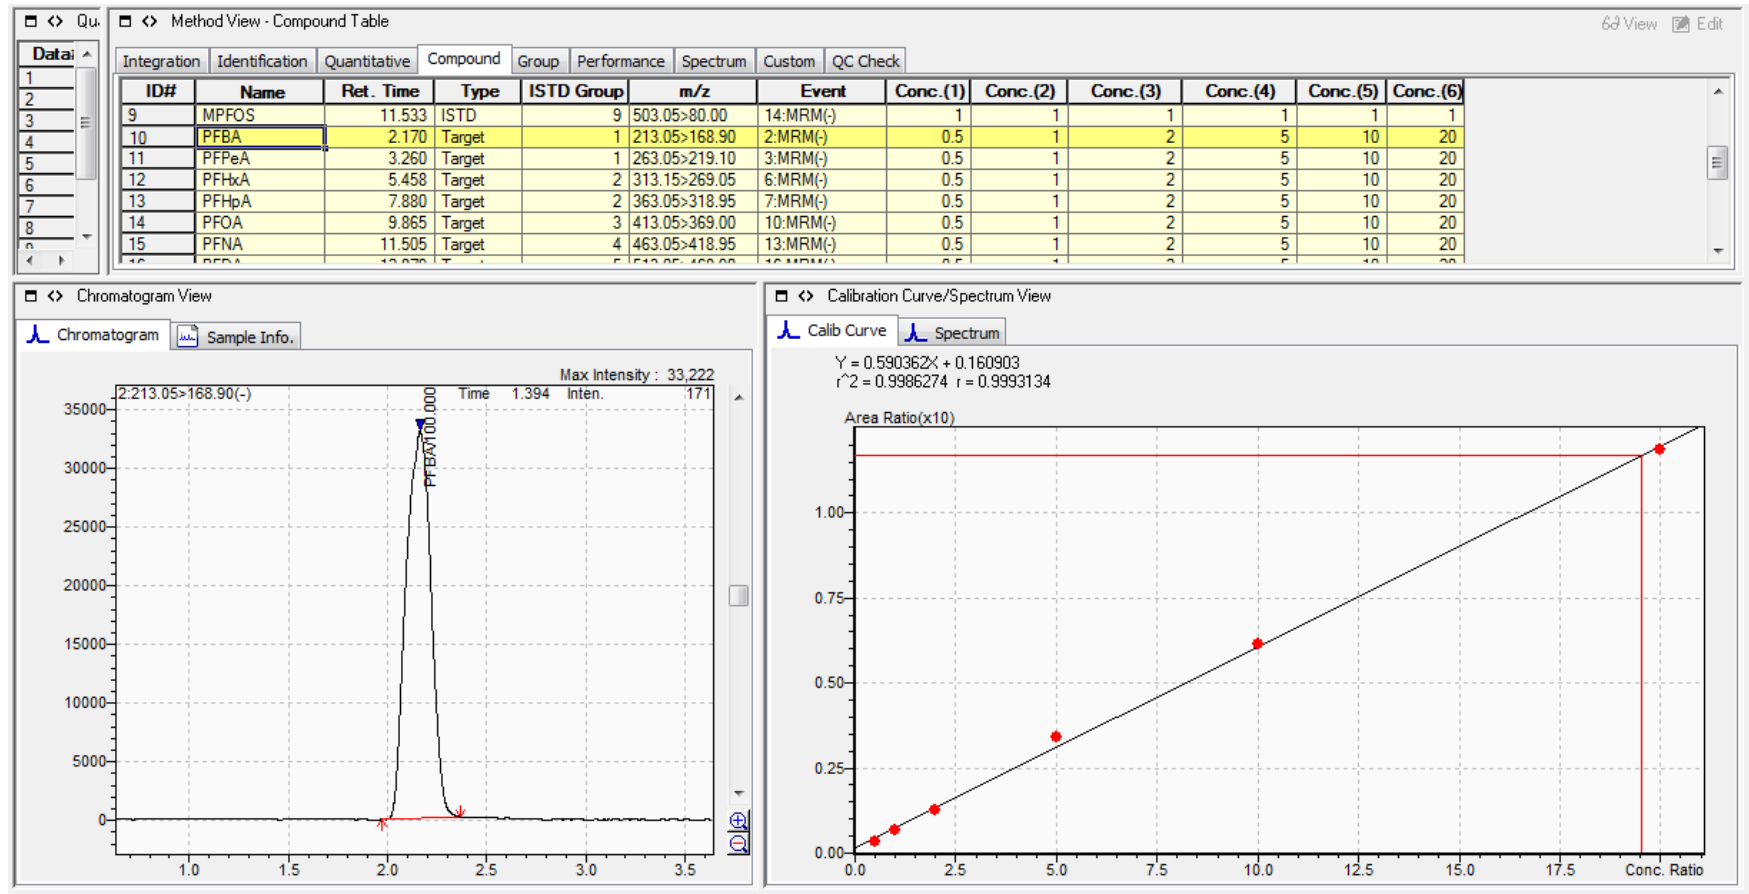 Qu
Method View - Compound Table
View Edit
Data
1
2
3
4
5
6
7
8
Integration Identification Quantitative Compound Group Performance Spectrum Custom QC Check
ID# Name Ret. Time Type ISTD Group m/z Event Conc.(1) Conc.(2) Conc.(3) Conc.(4) Conc.(5) Conc.(6)
9 MPFOS 11.533 ISTD 9 503.05>80.00 14:MRM(-) 1 1 1 1 1 1
10 PFBA 2.170 Target 1 213.05>168.90 2:MRM(-) 0.5 1 2 5 10 20
11 PFPeA 3.260 Target 1 263.05>219.10 3:MRM(-) 0.5 1 2 5 10 20
12 PFHxA 5.458 Target 2 313.15>269.05 6:MRM(-) 0.5 1 2 5 10 20
13 PFHpA 7.880 Target 2 363.05>318.95 7:MRM(-) 0.5 1 2 5 10 20
14 PFOA 9.865 Target 3 413.05>369.00 10:MRM(-) 0.5 1 2 5 10 20
15 PFNA 11.505 Target 4 463.05>418.95 13:MRM(-) 0.5 1 2 5 10 20
Chromatogram View
Chromatogram Sample Info.
Max Intensity : 33,222
2:213.05>168.90(-) Time 1.394 Inten. 171
PFBA/100.000
35000
30000
25000
20000
15000
10000
5000
0
1.0 1.5 2.0 2.5 3.0 3.5
Calibration Curve/Spectrum View
Calib Curve Spectrum
Y = 0.590362X + 0.160903
r^2 = 0.9986274 r = 0.9993134
Area Ratio(x10)
1.00
0.75
0.50
0.25
0.00
0.0 2.5 5.0 7.5 10.0 12.5 15.0 17.5 Conc. Ratio